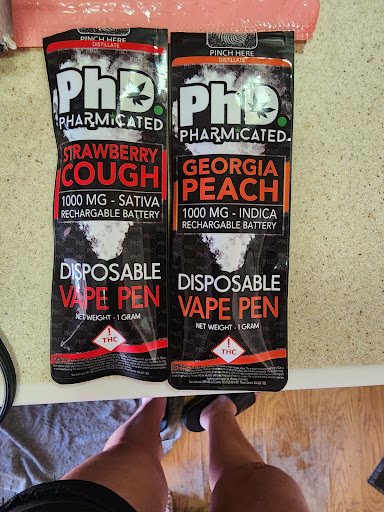 PINCH HERE
DISTILLATE
PhD.
PHARMiCATED
STRAWBERRY
COUGH
1000 MG - SATIVA
RECHARGABLE BATTERY
DISPOSABLE
VAPE PEN
NET WEIGHT - 1 GRAM
!
THC
PINCH HERE
DISTILLATE
PhD.
PHARMiCATED
GEORGIA
PEACH
1000 MG - INDICA
RECHARGABLE BATTERY
DISPOSABLE
VAPE PEN
NET WEIGHT - 1 GRAM
!
THC